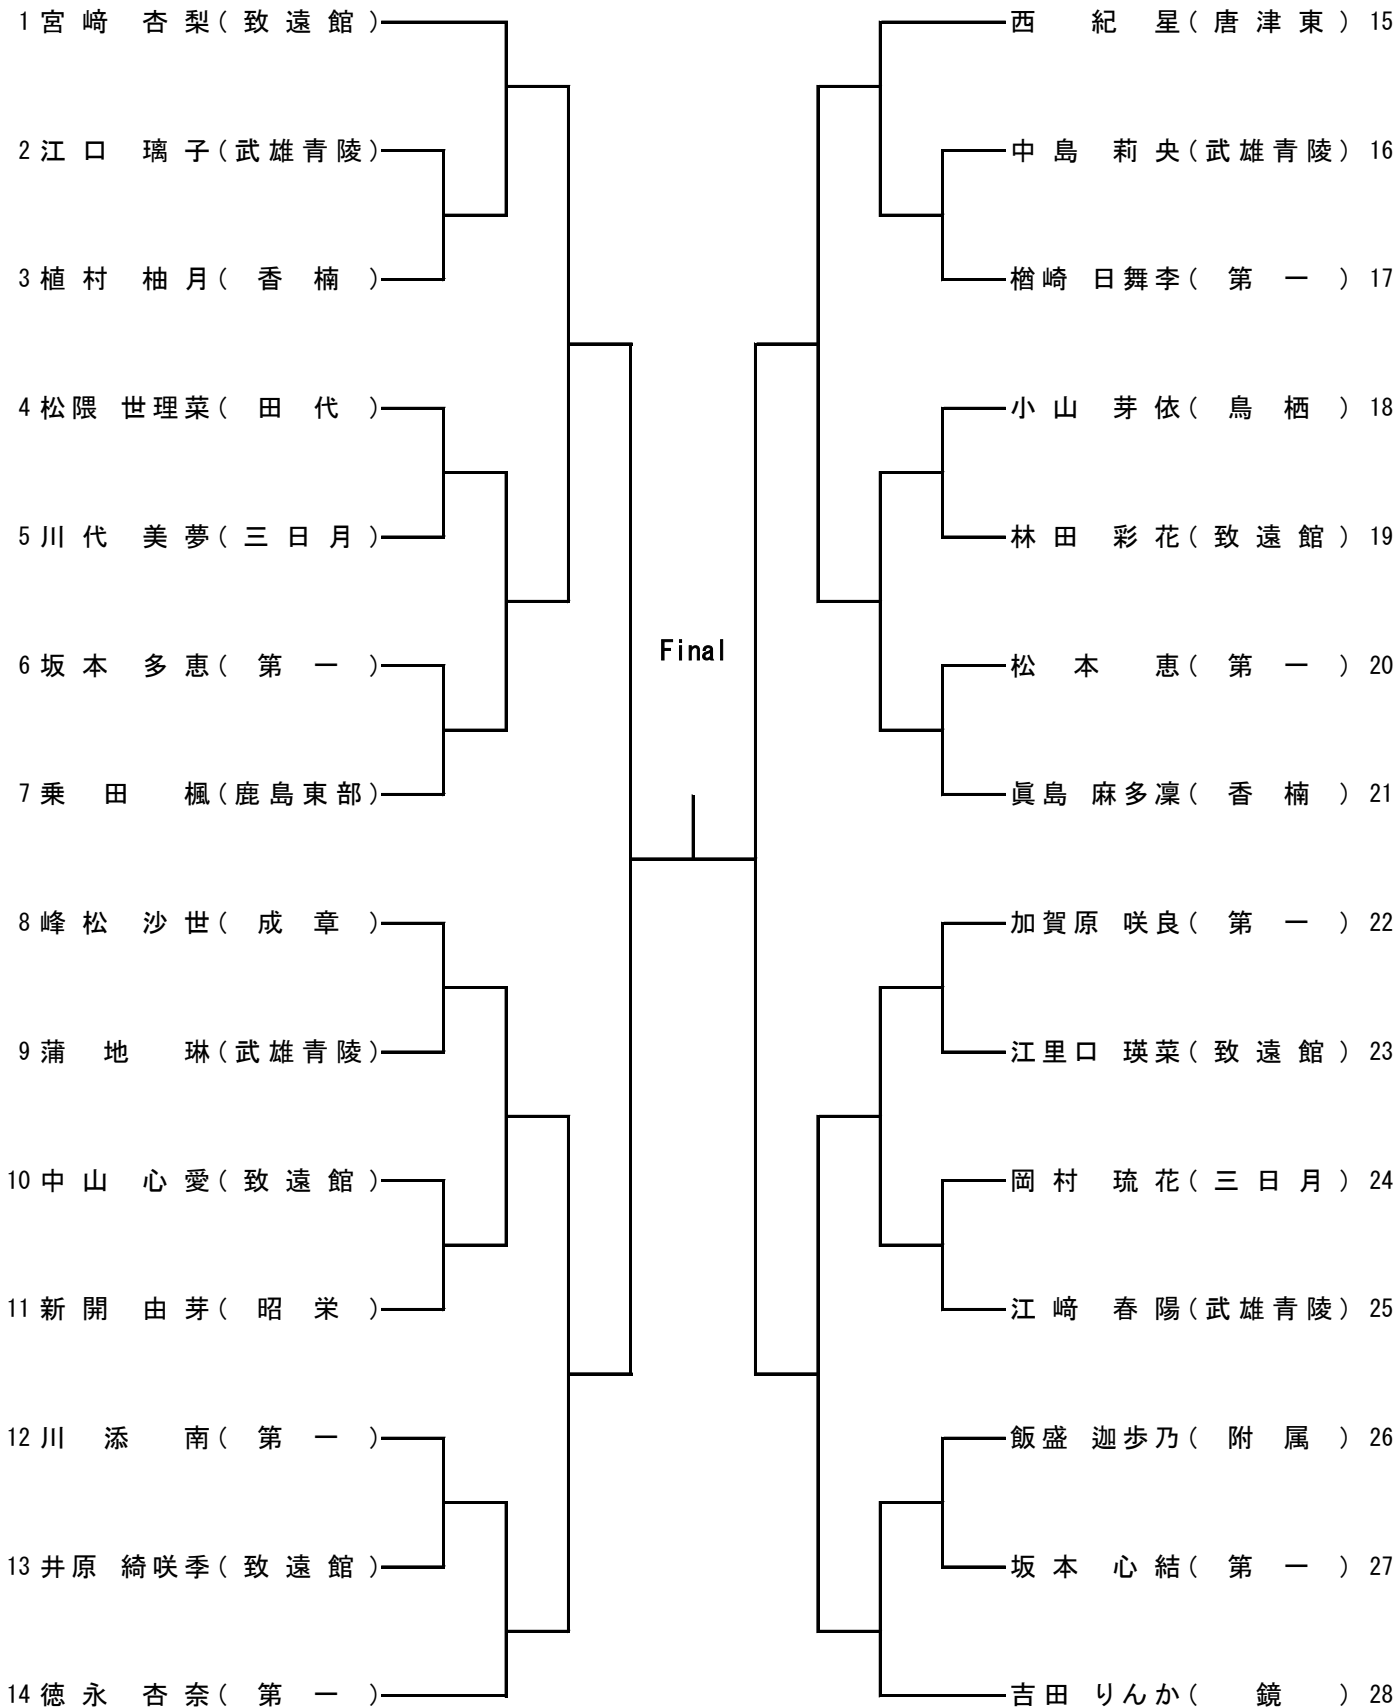 1 宮﨑 杏梨(致遠館)
2 江口 璃子(武雄青陵)
3 植村 柚月(香楠)
4 松隈 世理菜(田代)
5 川代 美夢(三日月)
6 坂本 多恵(第一)
7 乗田 楓(鹿島東部)
8 峰松 沙世(成章)
9 蒲地 琳(武雄青陵)
10 中山 心愛(致遠館)
11 新開 由芽(昭栄)
12 川添 南(第一)
13 井原 綺咲季(致遠館)
14 徳永 杏奈(第一)
Final
西 紀星(唐津東) 15
中島 莉央(武雄青陵) 16
楢崎 日舞李(第一) 17
小山 芽依(鳥栖) 18
林田 彩花(致遠館) 19
松本 恵(第一) 20
眞島 麻多凜(香楠) 21
加賀原 咲良(第一) 22
江里口 瑛菜(致遠館) 23
岡村 琉花(三日月) 24
江﨑 春陽(武雄青陵) 25
飯盛 迦歩乃(附属) 26
坂本 心結(第一) 27
吉田 りんか(鏡) 28